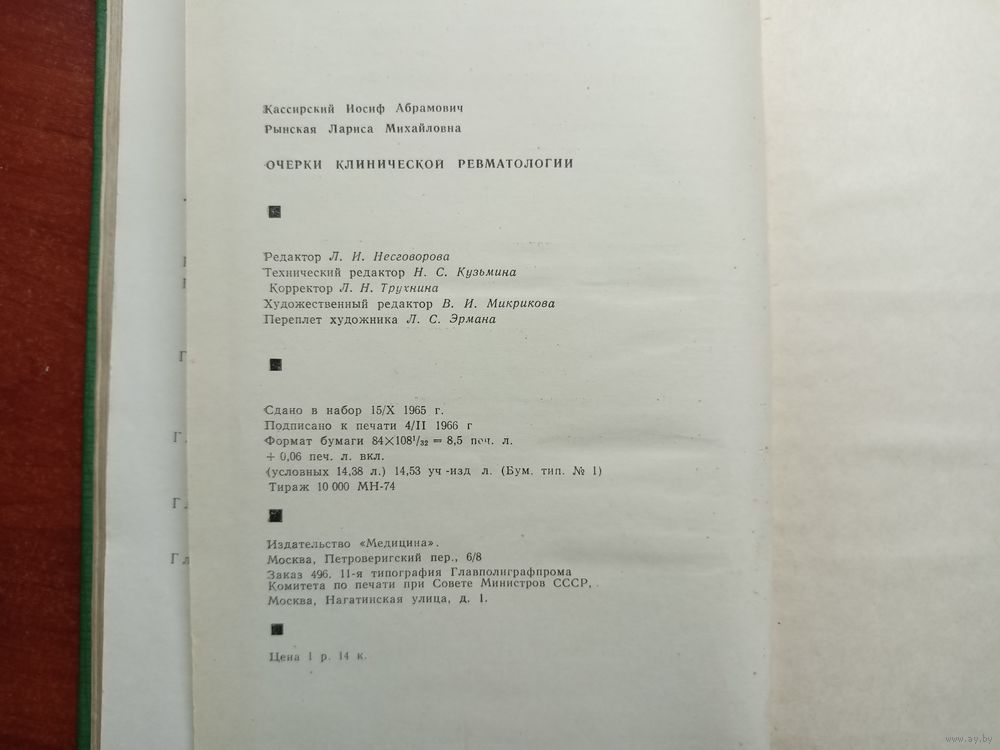 Кассирский Иосиф Абрамович
Рынская Лариса Михайловна
ОЧЕРКИ КЛИНИЧЕСКОЙ РЕВМАТОЛОГИИ
Редактор Л. И. Несговорова
Технический редактор Н. С. Кузьмина
Корректор Л. Н. Трухнина
Художественный редактор В. И. Микрикова
Переплет художника Л. С. Эрмана
Сдано в набор 15/X 1965 г.
Подписано к печати 4/II 1966 г
Формат бумаги 84×108¹/₃₂ = 8,5 печ. л.
+ 0,06 печ. л. вкл.
(условных 14,38 л.) 14,53 уч-изд л. (Бум. тип. № 1)
Тираж 10 000 МН-74
Издательство «Медицина».
Москва, Петроверигский пер., 6/8
Заказ 496. 11-я типография Главполиграфпрома
Комитета по печати при Совете Министров СССР,
Москва, Нагатинская улица, д. 1.
Цена 1 р. 14 к.
www.ay.by